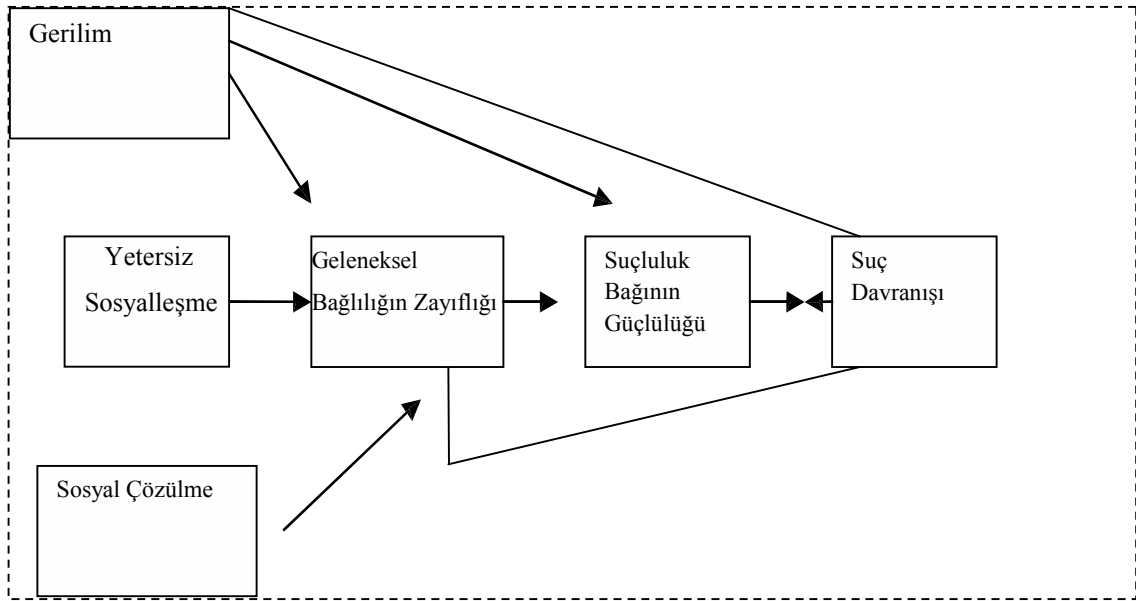 Gerilim
Yetersiz
Sosyalleşme
Geleneksel
Bağlılığın Zayıflığı
Suçluluk
Bağının
Güçlülüğü
Suç
Davranışı
Sosyal Çözülme